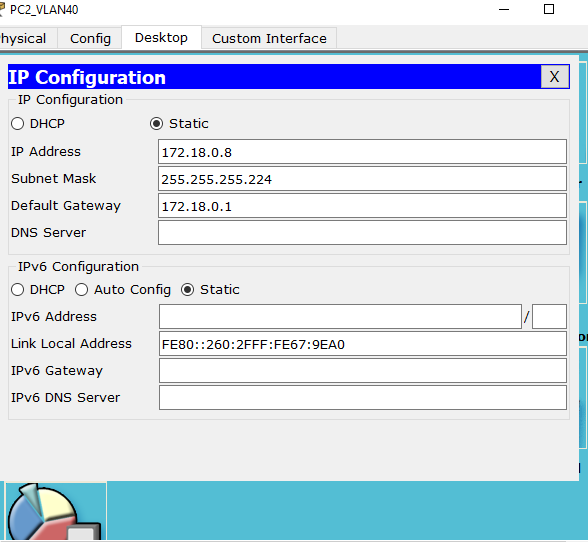 PC2_VLAN40
Physical Config Desktop Custom Interface
IP Configuration X
IP Configuration
DHCP Static
IP Address 172.18.0.8
Subnet Mask 255.255.255.224
Default Gateway 172.18.0.1
DNS Server
IPv6 Configuration
DHCP Auto Config Static
IPv6 Address /
Link Local Address FE80::260:2FFF:FE67:9EA0
IPv6 Gateway
IPv6 DNS Server